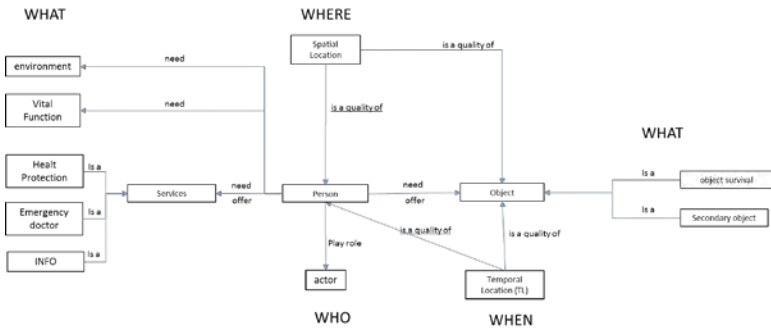 WHAT
WHERE
Spatial
Location
is a quality of
need
environment
need
Vital
Function
is a quality of
WHAT
Healt
Protection
Is a
Services
need
offer
Person
need
offer
Object
Is a
object survival
Emergency
doctor
Is a
is a quality of
is a quality of
Is a
Secondary object
INFO
Is a
Play role
actor
Temporal
Location (TL)
WHO
WHEN